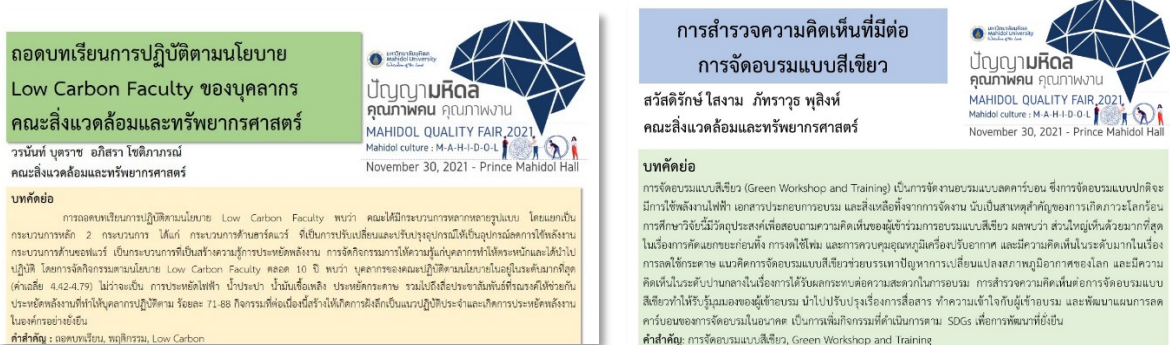 ถอดบทเรียนการปฏิบัติตามนโยบาย
Low Carbon Faculty ของบุคลากร
คณะสิ่งแวดล้อมและทรัพยากรศาสตร์
วรนันท์ บุตราช อภิสรา โชติภาภรณ์
คณะสิ่งแวดล้อมและทรัพยากรศาสตร์
มหาวิทยาลัยมหิดล
Mahidol University
Wisdom of the Land
ปัญญามหิดล
คุณภาพคน คุณภาพงาน
MAHIDOL QUALITY FAIR 2021
Mahidol culture : M-A-H-I-D-O-L
November 30, 2021 - Prince Mahidol Hall
บทคัดย่อ
การถอดบทเรียนการปฏิบัติตามนโยบาย Low Carbon Faculty พบว่า คณะได้มีกระบวนการหลากหลายรูปแบบ โดยแยกเป็น
กระบวนการหลัก 2 กระบวนการ ได้แก่ กระบวนการด้านฮาร์ดแวร์ ที่เป็นการปรับเปลี่ยนและปรับปรุงอุปกรณ์ให้เป็นอุปกรณ์ลดการใช้พลังงาน
กระบวนการด้านซอฟแวร์ เป็นกระบวนการที่เป็นสร้างความรู้การประหยัดพลังงาน การจัดกิจกรรมการให้ความรู้แก่บุคลากรทำให้ตระหนักและได้นำไป
ปฏิบัติ โดยการจัดกิจกรรมตามนโยบาย Low Carbon Faculty ตลอด 10 ปี พบว่า บุคลากรของคณะปฏิบัติตามนโยบายในอยู่ในระดับมากที่สุด
(ค่าเฉลี่ย 4.42-4.79) ไม่ว่าจะเป็น การประหยัดไฟฟ้า น้ำประปา น้ำมันเชื้อเพลิง ประหยัดกระดาษ รวมไปถึงสื่อประชาสัมพันธ์ที่รณรงค์ให้ช่วยกัน
ประหยัดพลังงานที่ทำให้บุคลากรปฏิบัติตาม ร้อยละ 71-88 กิจกรรมที่ต่อเนื่องนี้สร้างให้เกิดการฝังลึกเป็นแนวปฏิบัติประจำและเกิดการประหยัดพลังงาน
ในองค์กรอย่างยั่งยืน
คำสำคัญ : ถอดบทเรียน, พฤติกรรม, Low Carbon
การสำรวจความคิดเห็นที่มีต่อ
การจัดอบรมแบบสีเขียว
สวัสดิรักษ์ ใสงาม ภัทราวุธ พุสิงห์
คณะสิ่งแวดล้อมและทรัพยากรศาสตร์
มหาวิทยาลัยมหิดล
Mahidol University
Wisdom of the Land
ปัญญามหิดล
คุณภาพคน คุณภาพงาน
MAHIDOL QUALITY FAIR 2021
Mahidol culture : M-A-H-I-D-O-L
November 30, 2021 - Prince Mahidol Hall
บทคัดย่อ
การจัดอบรมแบบสีเขียว (Green Workshop and Training) เป็นการจัดงานอบรมแบบลดคาร์บอน ซึ่งการจัดอบรมแบบปกติจะ
มีการใช้พลังงานไฟฟ้า เอกสารประกอบการอบรม และสิ่งเหลือทิ้งจากการจัดงาน นับเป็นสาเหตุสำคัญของการเกิดภาวะโลกร้อน
การศึกษาวิจัยนี้มีวัตถุประสงค์เพื่อสอบถามความคิดเห็นของผู้เข้าร่วมการอบรมแบบสีเขียว ผลพบว่า ส่วนใหญ่เห็นด้วยมากที่สุด
ในเรื่องการคัดแยกขยะก่อนทิ้ง การงดใช้โฟม และการควบคุมอุณหภูมิเครื่องปรับอากาศ และมีความคิดเห็นในระดับมากในเรื่อง
การลดใช้กระดาษ แนวคิดการจัดอบรมแบบสีเขียวช่วยบรรเทาปัญหาการเปลี่ยนแปลงสภาพภูมิอากาศของโลก และมีความ
คิดเห็นในระดับปานกลางในเรื่องการได้รับผลกระทบต่อความสะดวกในการอบรม การสำรวจความคิดเห็นต่อการจัดอบรมแบบ
สีเขียวทำให้รับรู้มุมมองของผู้เข้าอบรม นำไปปรับปรุงเรื่องการสื่อสาร ทำความเข้าใจกับผู้เข้าอบรม และพัฒนาแผนการลด
คาร์บอนของการจัดอบรมในอนาคต เป็นการเพิ่มกิจกรรมที่ดำเนินการตาม SDGs เพื่อการพัฒนาที่ยั่งยืน
คำสำคัญ: การจัดอบรมแบบสีเขียว, Green Workshop and Training